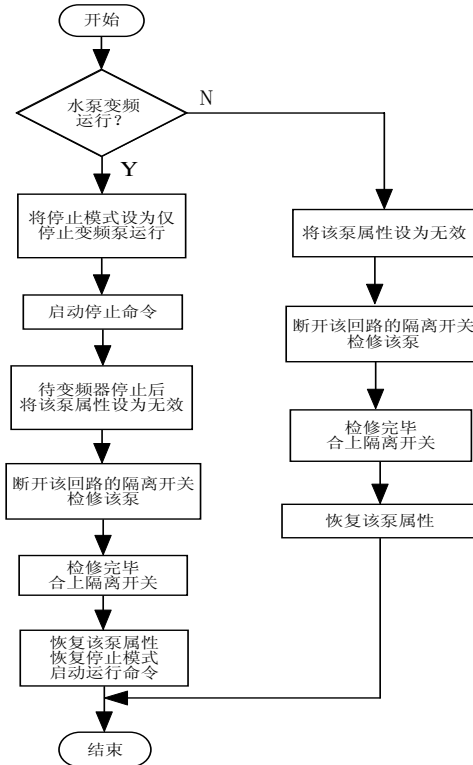 开始
水泵变频
运行?
N
Y
将停止模式设为仅
停止变频泵运行
启动停止命令
待变频器停止后
将该泵属性设为无效
断开该回路的隔离开关
检修该泵
检修完毕
合上隔离开关
恢复该泵属性
恢复停止模式
启动运行命令
将该泵属性设为无效
断开该回路的隔离开关
检修该泵
检修完毕
合上隔离开关
恢复该泵属性
结束